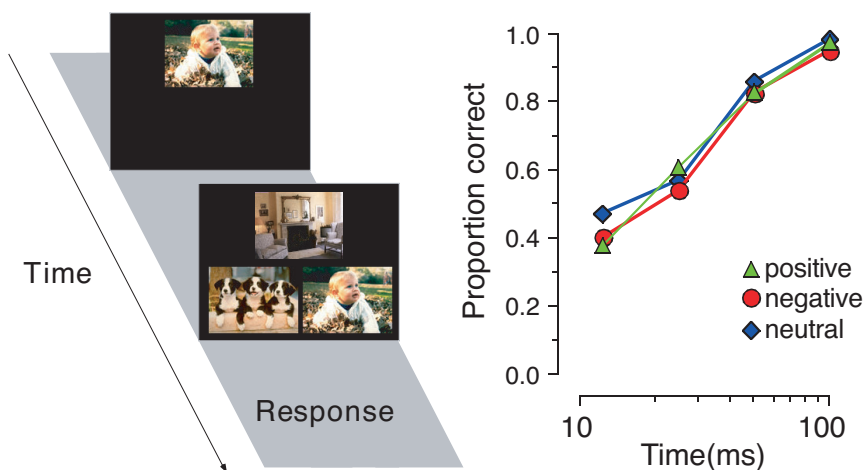 Time
Response
Proportion correct
1.0
0.8
0.6
0.4
0.2
0.0
positive
negative
neutral
10
100
Time(ms)